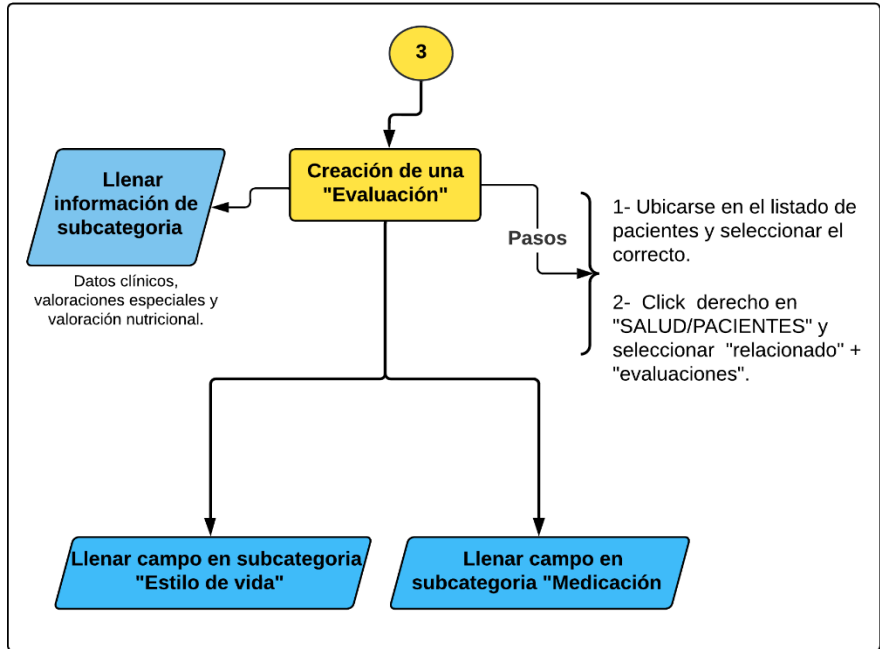 3
Creación de una
"Evaluación"
Llenar
información de
subcategoria
Datos clínicos,
valoraciones especiales y
valoración nutricional.
Pasos
1- Ubicarse en el listado de
pacientes y seleccionar el
correcto.
2- Click derecho en
"SALUD/PACIENTES" y
seleccionar "relacionado" +
"evaluaciones".
Llenar campo en subcategoria
"Estilo de vida"
Llenar campo en
subcategoria "Medicación